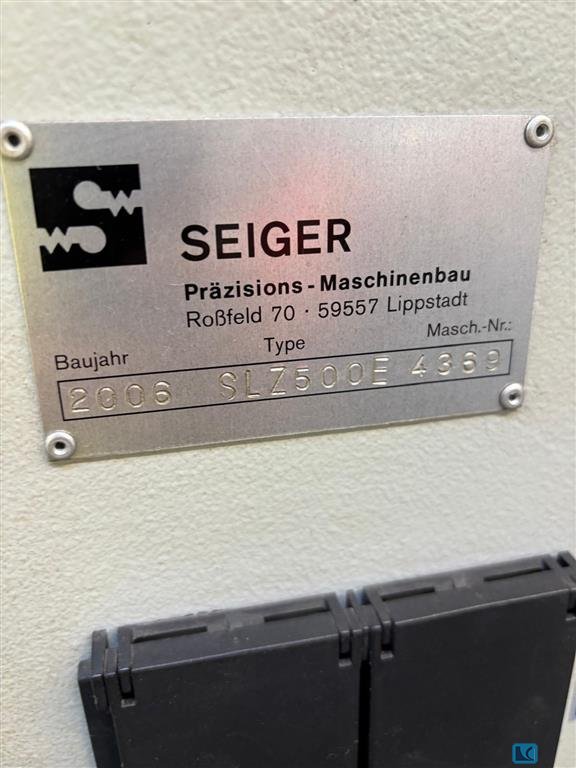 SEIGER
Präzisions-Maschinenbau
Roßfeld 70 · 59557 Lippstadt
Baujahr Type Masch.-Nr.:
2006 SLZ500E 4369